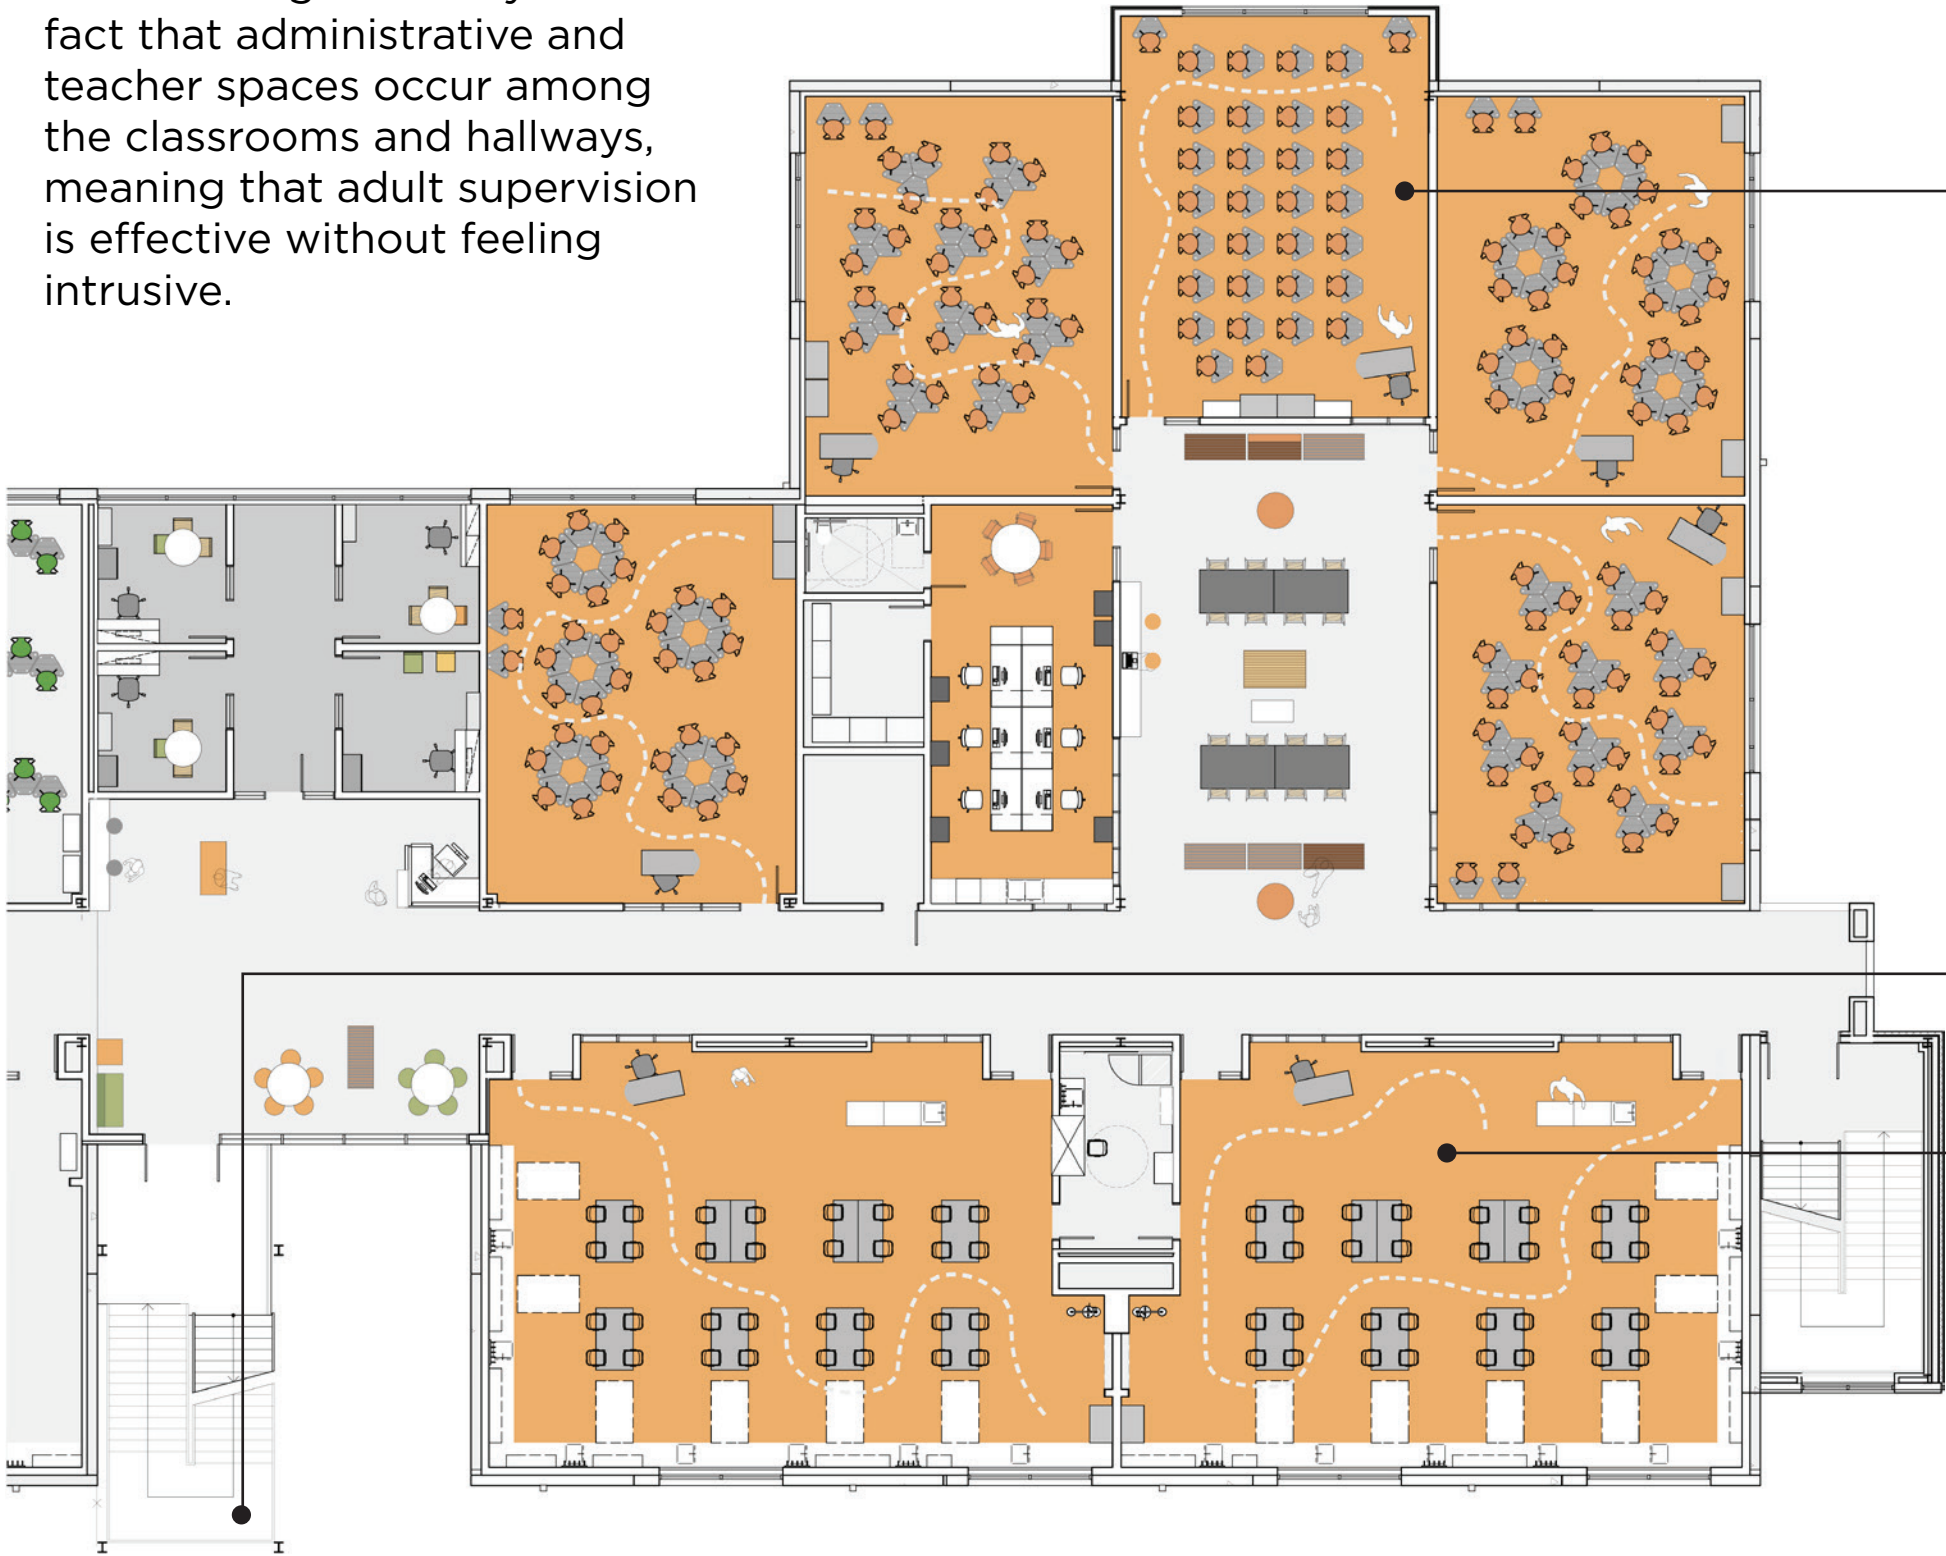 fact that administrative and
teacher spaces occur among
the classrooms and hallways,
meaning that adult supervision
is effective without feeling
intrusive.